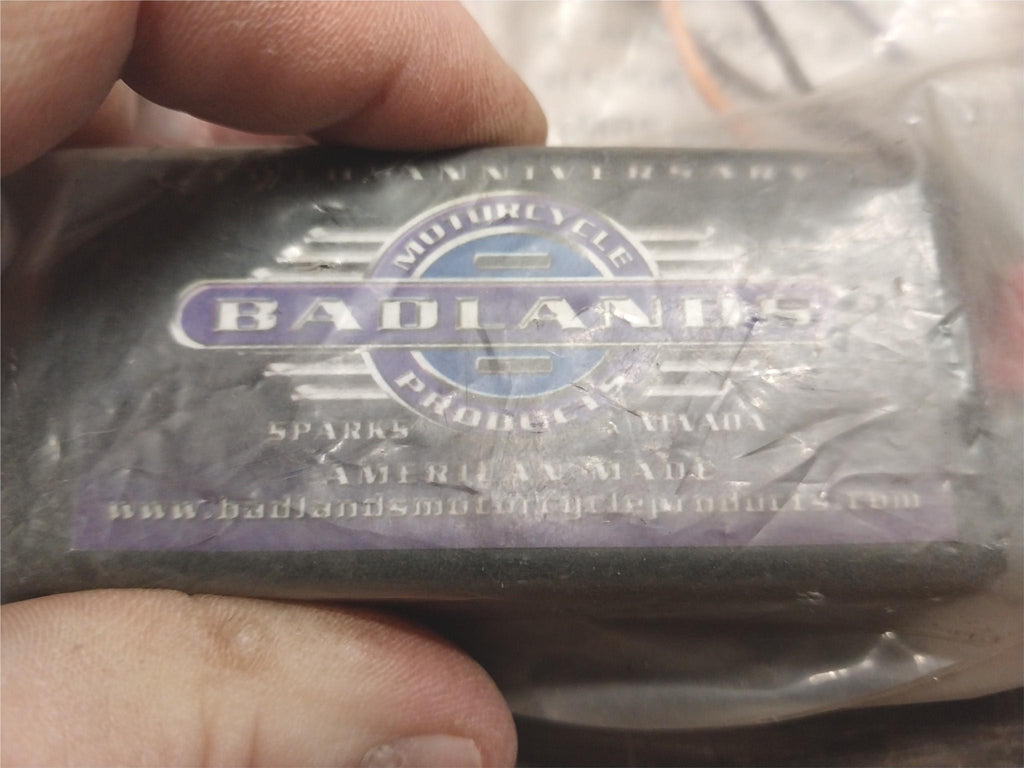 ANNIVERSARY
MOTORCYCLE
BADLANDS
PRODUCTS
SPARKS NEVADA
AMERICAN MADE
www.badlandsmotorcycleproducts.com